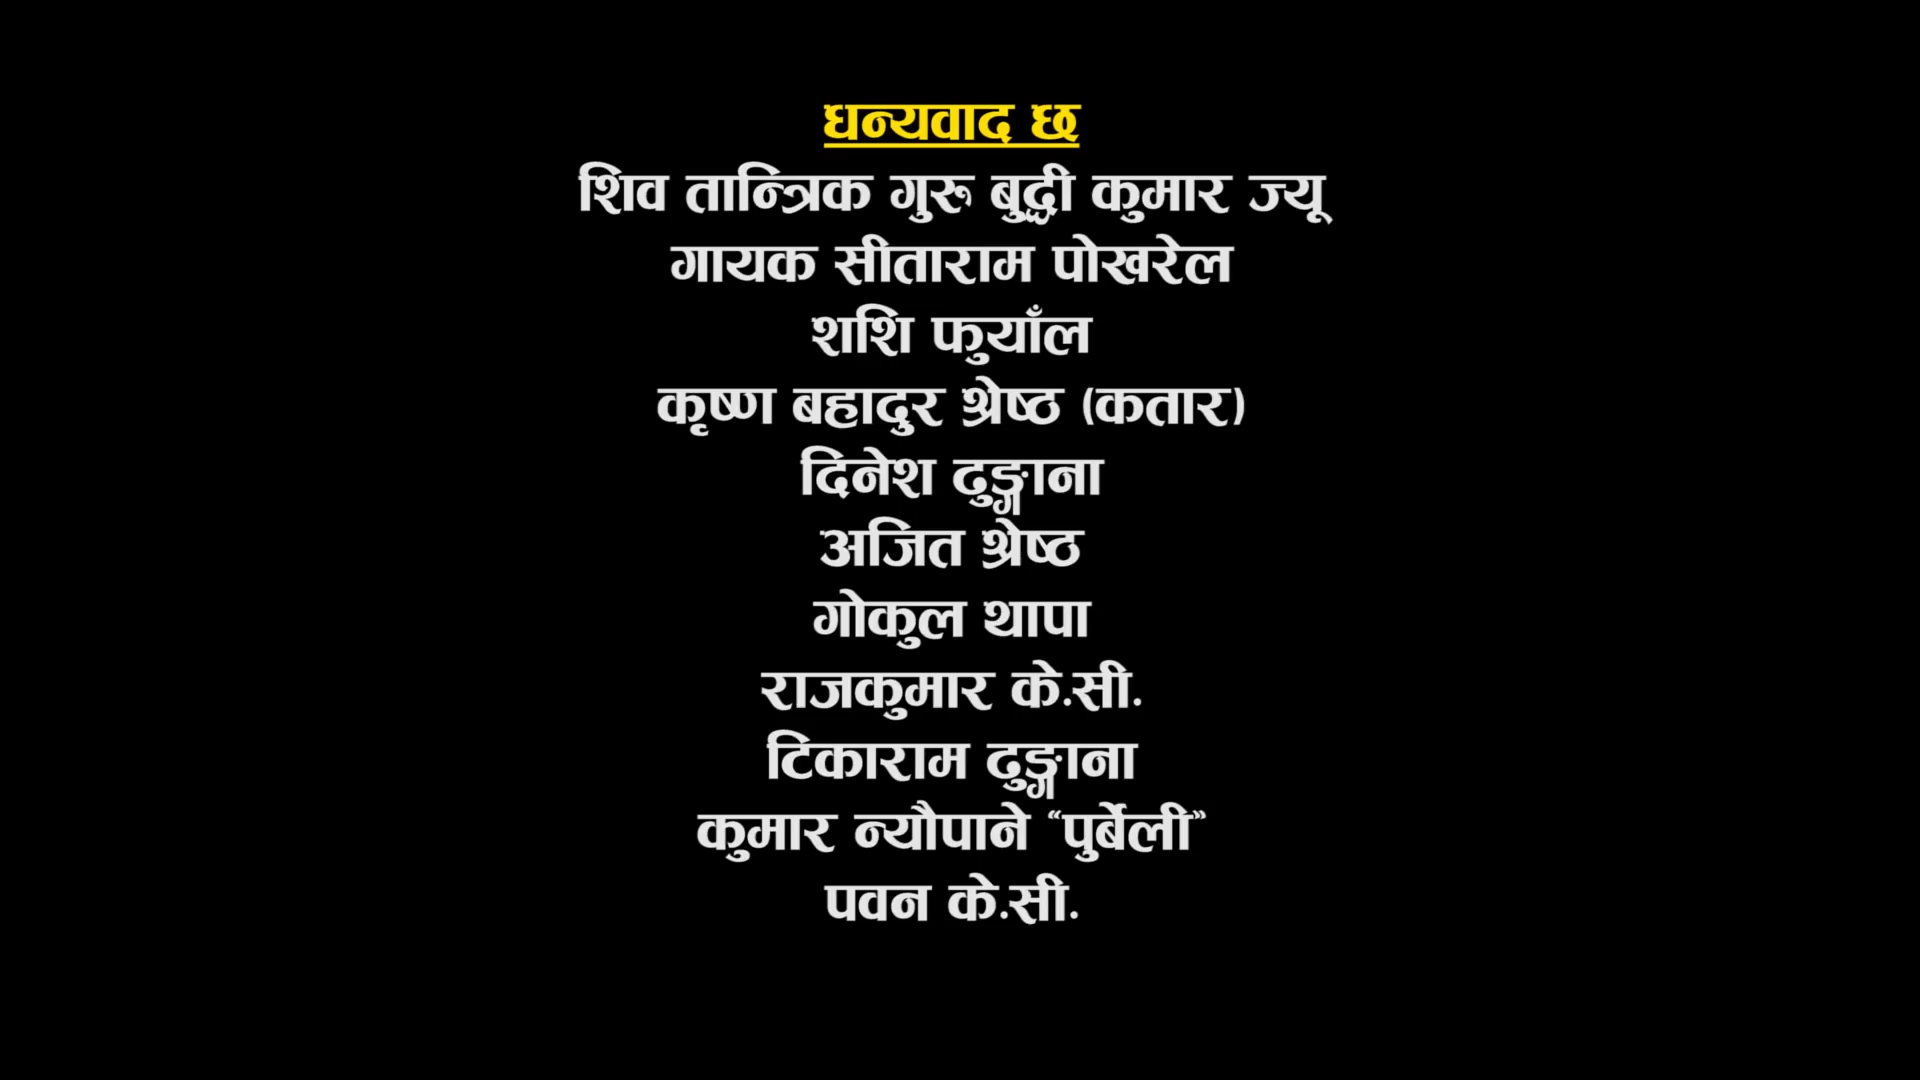 धन्यवाद छ
शिव तान्त्रिक गुरु बुद्धी कुमार ज्यू
गायक सीताराम पोखरेल
शशि फुयाँल
कृष्ण बहादुर श्रेष्ठ (कतार)
दिनेश ढुङ्गाना
अजित श्रेष्ठ
गोकुल थापा
राजकुमार के.सी.
टिकाराम ढुङ्गाना
कुमार न्यौपाने “पुर्बेली”
पवन के.सी.